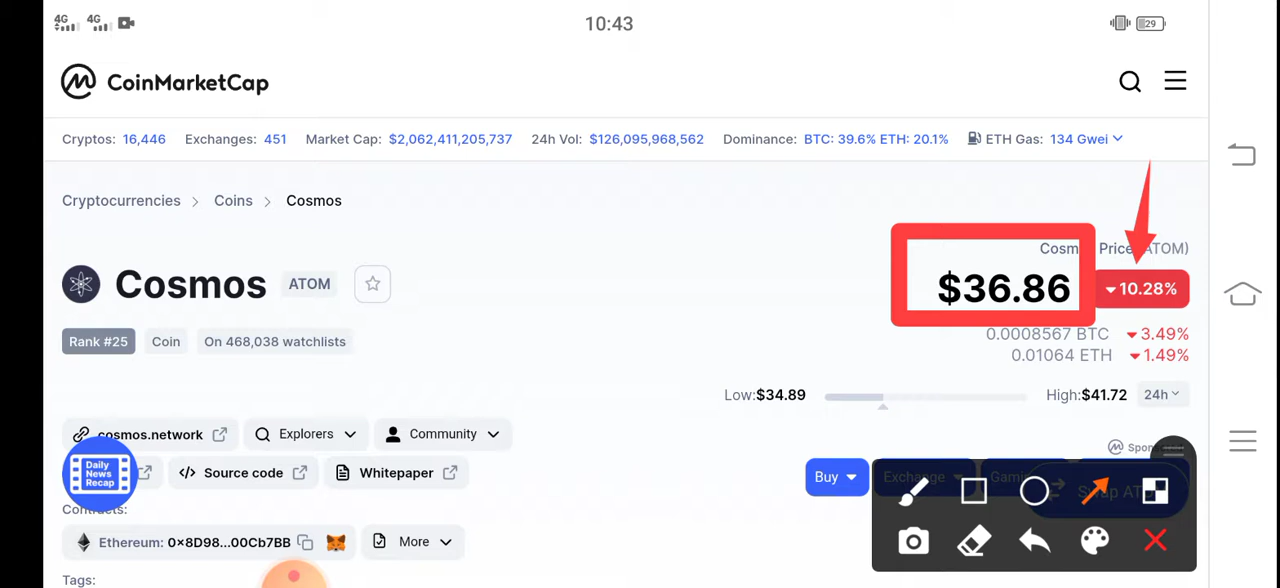 4G 4G 10:43 29
CoinMarketCap
Cryptos: 16,446 Exchanges: 451 Market Cap: $2,062,411,205,737 24h Vol: $126,095,968,562 Dominance: BTC: 39.6% ETH: 20.1% ETH Gas: 134 Gwei
Cryptocurrencies > Coins > Cosmos
Price ATOM)
Cosmos ATOM $36.86 10.28%
Rank #25 Coin On 468,038 watchlists
0.0008567 BTC 3.49%
0.01064 ETH 1.49%
Low:$34.89 High:$41.72 24h
cosmos.network Explorers Community
Daily News Recap
Source code Whitepaper
Buy Exchange
Contracts:
Ethereum: 0x8D98...00Cb7BB More
Tags: